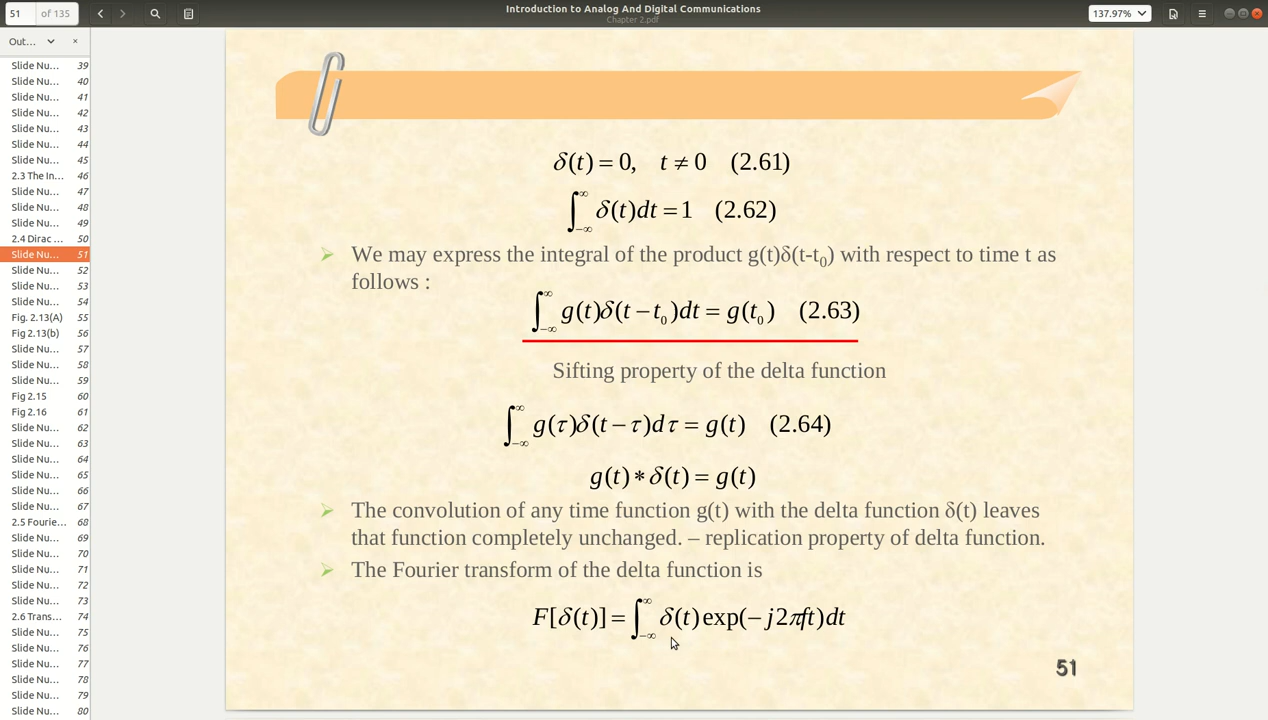 51 of 135
Introduction to Analog And Digital Communications
Chapter 2.pdf
137.97%
Out...
Slide Nu... 39
Slide Nu... 40
Slide Nu... 41
Slide Nu... 42
Slide Nu... 43
Slide Nu... 44
Slide Nu... 45
2.3 The In... 46
Slide Nu... 47
Slide Nu... 48
Slide Nu... 49
2.4 Dirac ... 50
Slide Nu... 51
Slide Nu... 52
Slide Nu... 53
Slide Nu... 54
Fig. 2.13(A) 55
Fig 2.13(b) 56
Slide Nu... 57
Slide Nu... 58
Slide Nu... 59
Fig 2.15 60
Fig 2.16 61
Slide Nu... 62
Slide Nu... 63
Slide Nu... 64
Slide Nu... 65
Slide Nu... 66
Slide Nu... 67
2.5 Fourie... 68
Slide Nu... 69
Slide Nu... 70
Slide Nu... 71
Slide Nu... 72
Slide Nu... 73
2.6 Trans... 74
Slide Nu... 75
Slide Nu... 76
Slide Nu... 77
Slide Nu... 78
Slide Nu... 79
Slide Nu... 80
δ(t) = 0, t ≠ 0 (2.61)
∫_{-∞}^{∞} δ(t)dt = 1 (2.62)
We may express the integral of the product g(t)δ(t-t₀) with respect to time t as
follows :
∫_{-∞}^{∞} g(t)δ(t − t₀)dt = g(t₀) (2.63)
Sifting property of the delta function
∫_{-∞}^{∞} g(τ)δ(t − τ)dτ = g(t) (2.64)
g(t) ∗ δ(t) = g(t)
The convolution of any time function g(t) with the delta function δ(t) leaves
that function completely unchanged. – replication property of delta function.
The Fourier transform of the delta function is
F[δ(t)] = ∫_{-∞}^{∞} δ(t) exp(− j2πft)dt
51